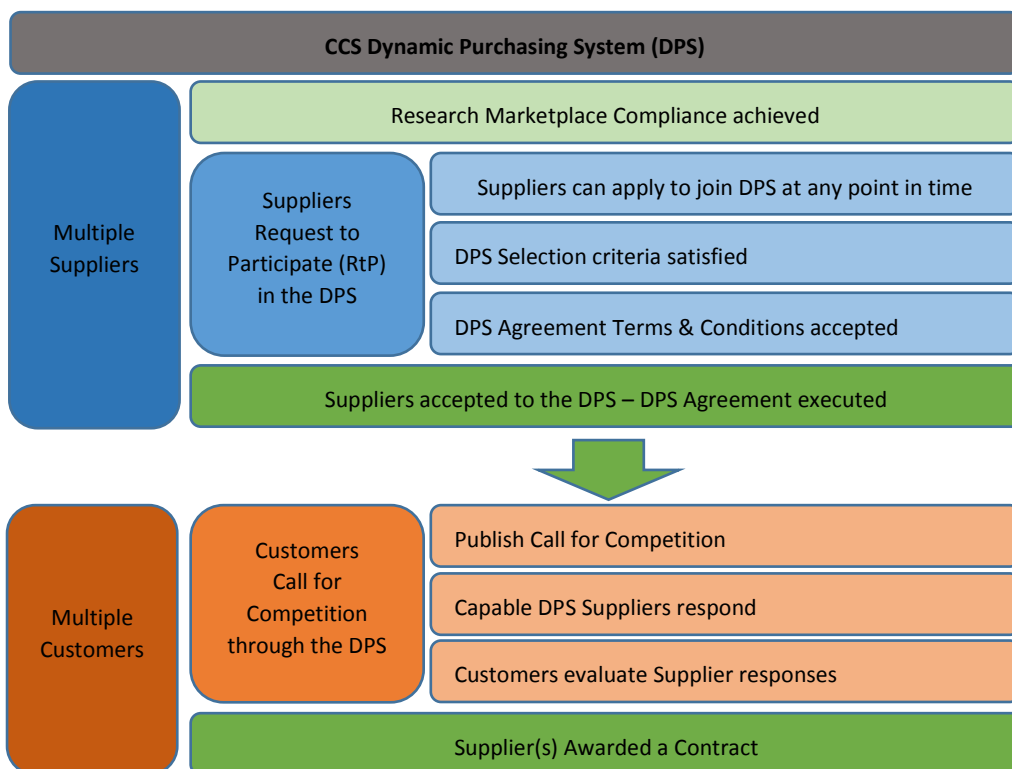 CCS Dynamic Purchasing System (DPS)
Multiple
Suppliers
Research Marketplace Compliance achieved
Suppliers
Request to
Participate (RtP)
in the DPS
Suppliers can apply to join DPS at any point in time
DPS Selection criteria satisfied
DPS Agreement Terms & Conditions accepted
Suppliers accepted to the DPS – DPS Agreement executed
Multiple
Customers
Customers
Call for
Competition
through the DPS
Publish Call for Competition
Capable DPS Suppliers respond
Customers evaluate Supplier responses
Supplier(s) Awarded a Contract